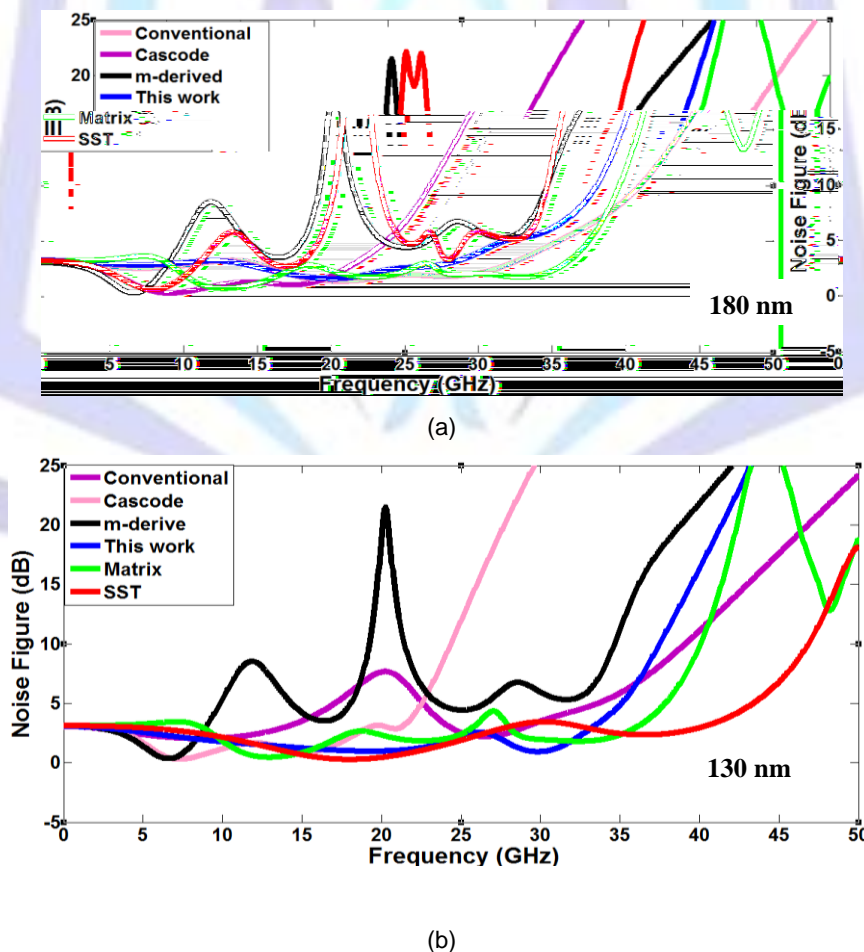 25
20
15
10
5
0
-5
Conventional
Cascode
m-derived
This work
Matrix
SST
Noise Figure (dB
180 nm
5 10 15 20 25 30 35 40 45 50
Frequency (GHz)
(a)
25
20
15
10
5
0
-5
Noise Figure (dB)
Conventional
Cascode
m-derive
This work
Matrix
SST
130 nm
0 5 10 15 20 25 30 35 40 45 50
Frequency (GHz)
(b)